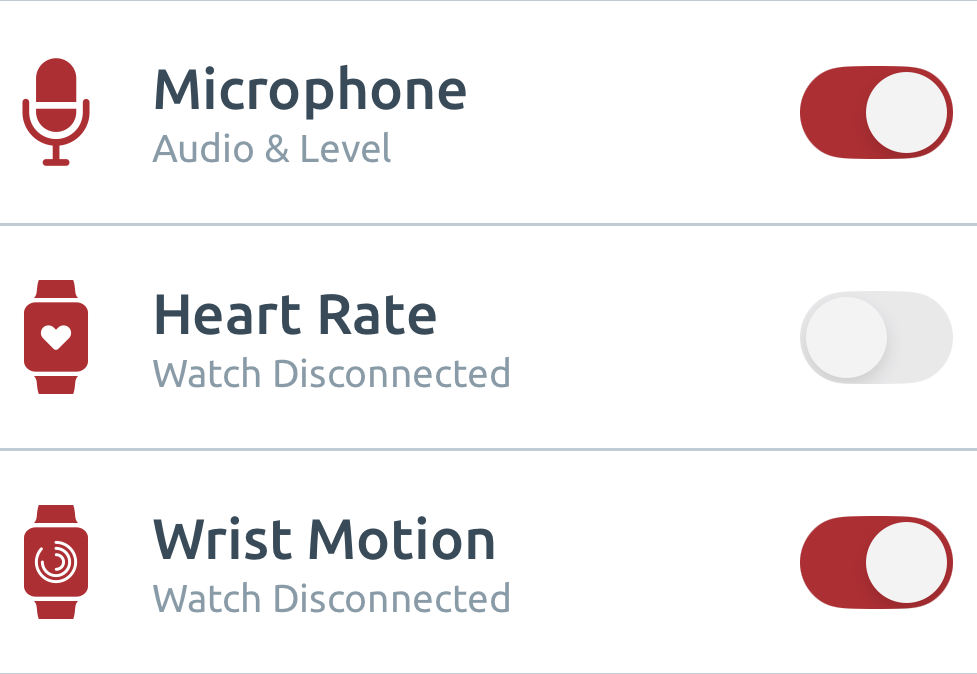 Microphone
Audio & Level
Heart Rate
Watch Disconnected
Wrist Motion
Watch Disconnected